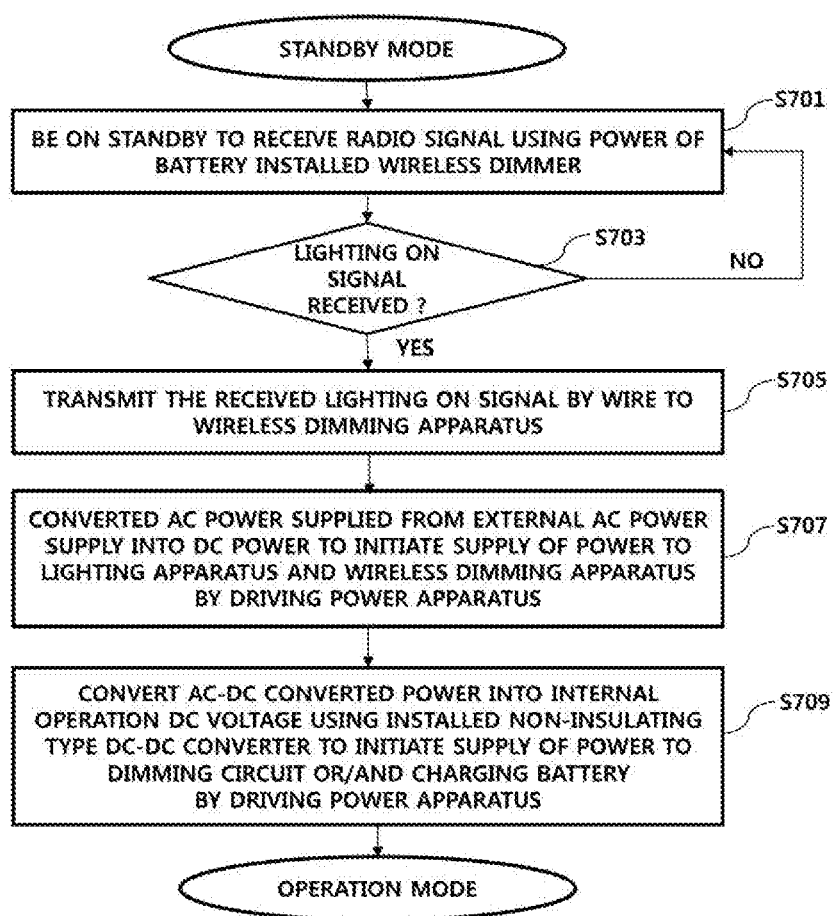 STANDBY MODE
S701
BE ON STANDBY TO RECEIVE RADIO SIGNAL USING POWER OF
BATTERY INSTALLED WIRELESS DIMMER
S703
LIGHTING ON
SIGNAL
RECEIVED ?
NO
YES
S705
TRANSMIT THE RECEIVED LIGHTING ON SIGNAL BY WIRE TO
WIRELESS DIMMING APPARATUS
CONVERTED AC POWER SUPPLIED FROM EXTERNAL AC POWER
SUPPLY INTO DC POWER TO INITIATE SUPPLY OF POWER TO
LIGHTING APPARATUS AND WIRELESS DIMMING APPARATUS
BY DRIVING POWER APPARATUS
S707
CONVERT AC-DC CONVERTED POWER INTO INTERNAL
OPERATION DC VOLTAGE USING INSTALLED NON-INSULATING
TYPE DC-DC CONVERTER TO INITIATE SUPPLY OF POWER TO
DIMMING CIRCUIT OR/AND CHARGING BATTERY
BY DRIVING POWER APPARATUS
S709
OPERATION MODE